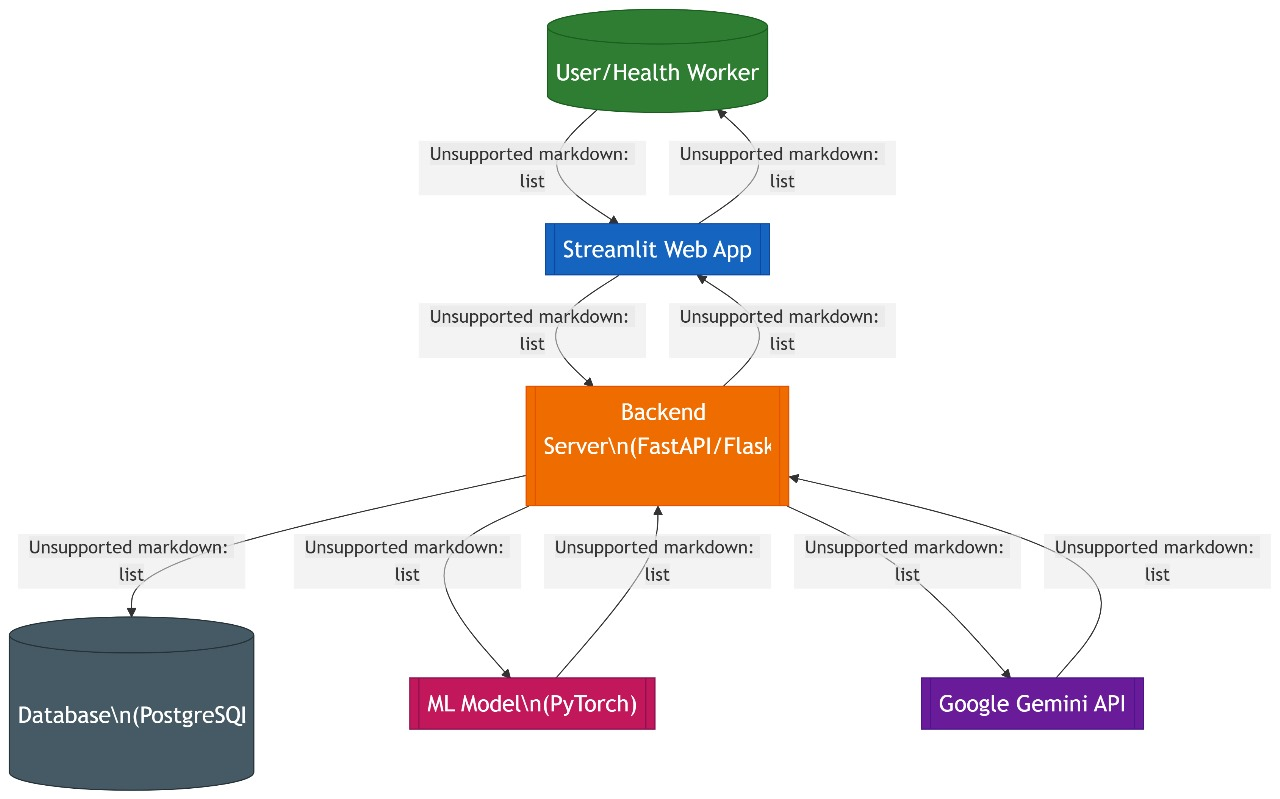 User/Health Worker
Unsupported markdown:
list
Unsupported markdown:
list
Streamlit Web App
Unsupported markdown:
list
Unsupported markdown:
list
Backend
Server\n(FastAPI/Flask
Unsupported markdown:
list
Unsupported markdown:
list
Unsupported markdown:
list
Unsupported markdown:
list
Unsupported markdown:
list
Database\n(PostgreSQL
ML Model\n(PyTorch)
Google Gemini API